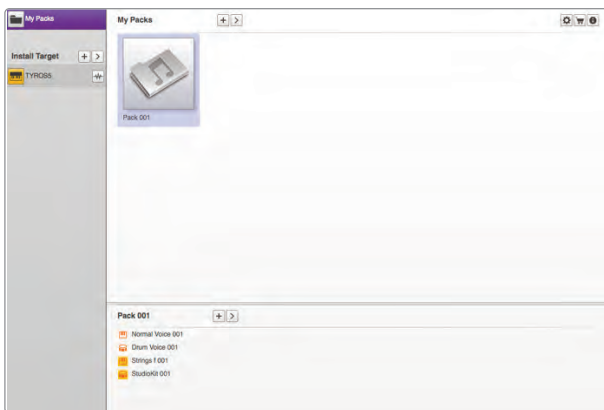 My Packs
Install Target
TYROS5
My Packs
Pack 001
Pack 001
Normal Voice 001
Drum Voice 001
Strings f 001
StudioKit 001